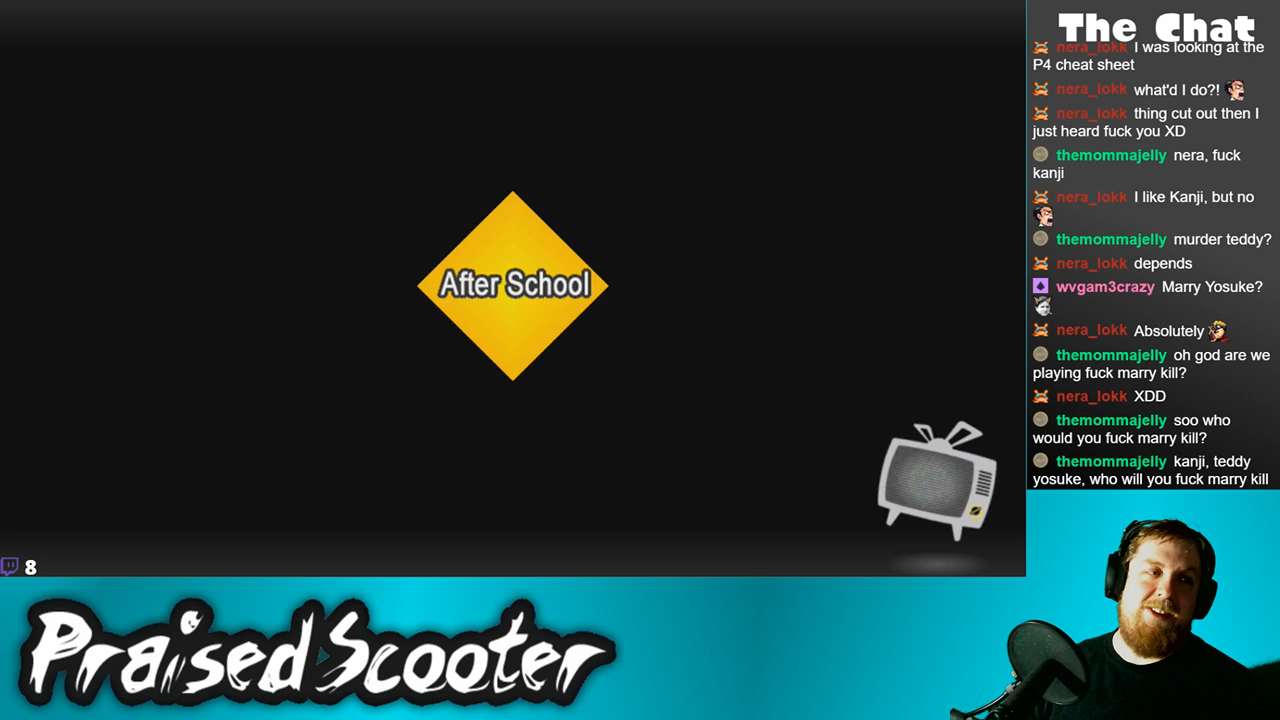 The Chat
nera_lokk I was looking at the
P4 cheat sheet
nera_lokk what'd I do?!
nera_lokk thing cut out then I
just heard fuck you XD
themommajelly nera, fuck
kanji
nera_lokk I like Kanji, but no
themommajelly murder teddy?
nera_lokk depends
wvgam3crazy Marry Yosuke?
nera_lokk Absolutely
themommajelly oh god are we
playing fuck marry kill?
nera_lokk XDD
themommajelly soo who
would you fuck marry kill?
themommajelly kanji, teddy
yosuke, who will you fuck marry kill
After School
8
PraisedScooter